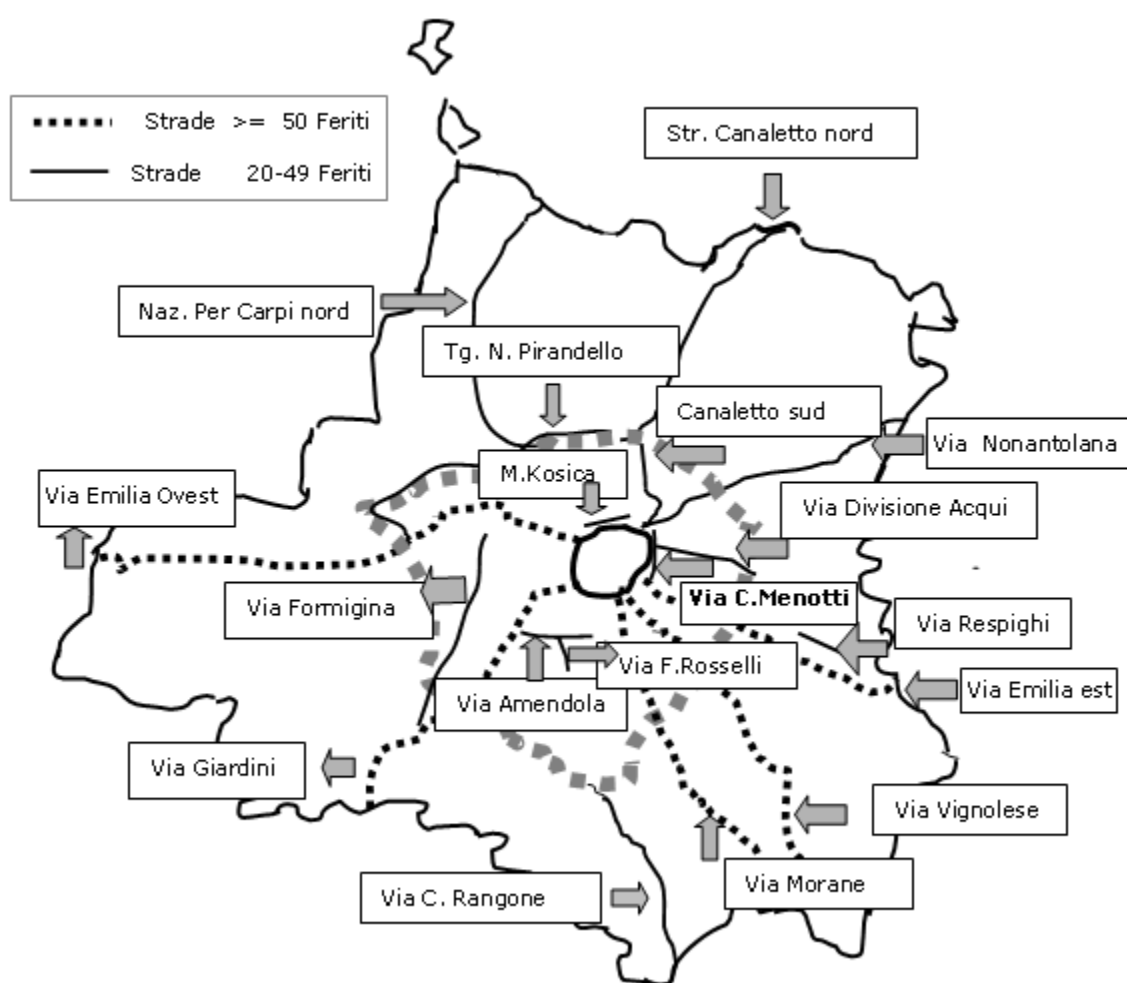 Strade >= 50 Feriti
Strade 20-49 Feriti
Str. Canaletto nord
Naz. Per Carpi nord
Tg. N. Pirandello
Canaletto sud
Via Nonantolana
M.Kosica
Via Emilia Ovest
Via Divisione Acqui
Via Formigina
Via C.Menotti
Via Respighi
Via F.Rosselli
Via Emilia est
Via Amendola
Via Giardini
Via Vignolese
Via Morane
Via C. Rangone